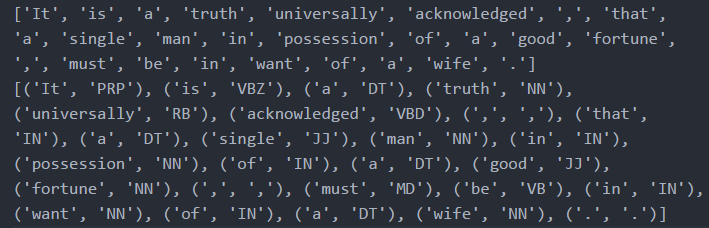 ['It', 'is', 'a', 'truth', 'universally', 'acknowledged', ',', 'that',
'a', 'single', 'man', 'in', 'possession', 'of', 'a', 'good', 'fortune',
',', 'must', 'be', 'in', 'want', 'of', 'a', 'wife', '.']
[('It', 'PRP'), ('is', 'VBZ'), ('a', 'DT'), ('truth', 'NN'),
('universally', 'RB'), ('acknowledged', 'VBD'), (',', ','), ('that',
'IN'), ('a', 'DT'), ('single', 'JJ'), ('man', 'NN'), ('in', 'IN'),
('possession', 'NN'), ('of', 'IN'), ('a', 'DT'), ('good', 'JJ'),
('fortune', 'NN'), (',', ','), ('must', 'MD'), ('be', 'VB'), ('in', 'IN'),
('want', 'NN'), ('of', 'IN'), ('a', 'DT'), ('wife', 'NN'), ('.', '.')]